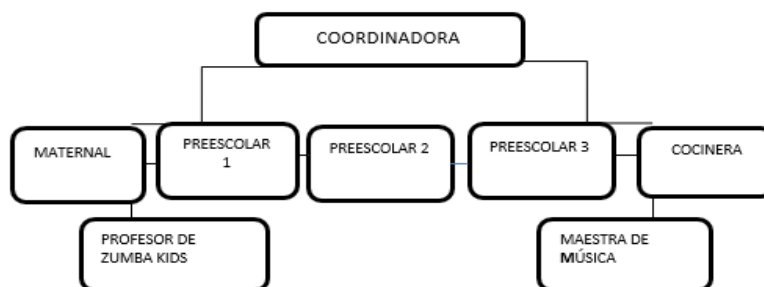 COORDINADORA
MATERNAL
PREESCOLAR
1
PREESCOLAR 2
PREESCOLAR 3
COCINERA
PROFESOR DE
ZUMBA KIDS
MAESTRA DE
MÚSICA